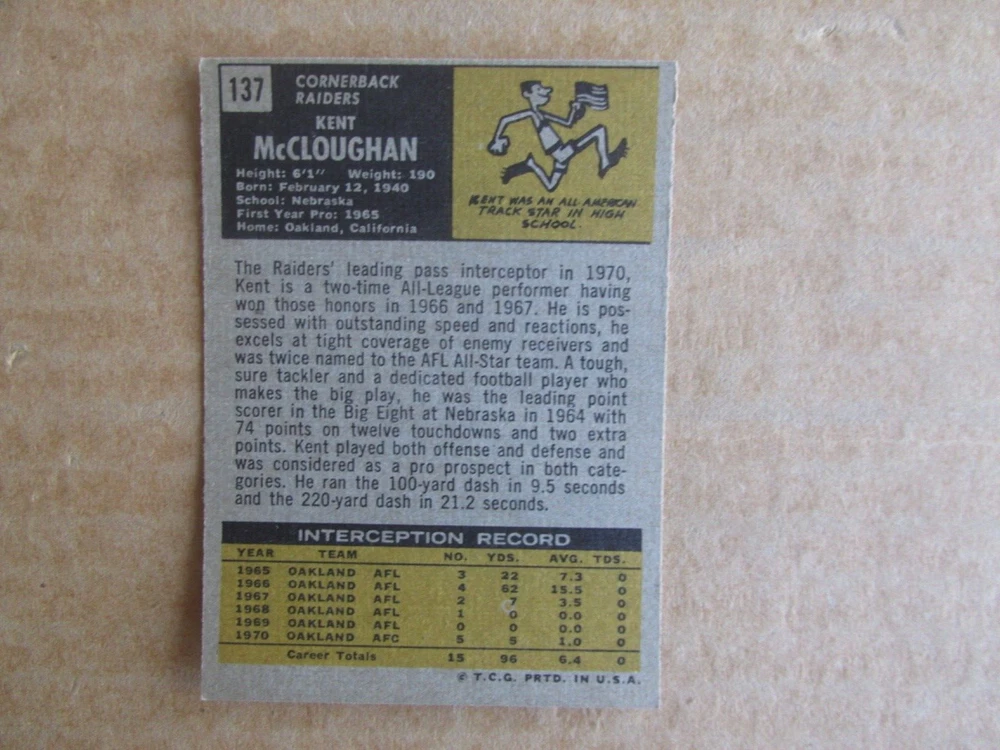 137
CORNERBACK
RAIDERS
KENT
McCLOUGHAN
Height: 6'1" Weight: 190
Born: February 12, 1940
School: Nebraska
First Year Pro: 1965
Home: Oakland, California
KENT WAS AN ALL AMERICAN
TRACK STAR IN HIGH
SCHOOL.
The Raiders' leading pass interceptor in 1970,
Kent is a two-time All-League performer having
won those honors in 1966 and 1967. He is pos-
sessed with outstanding speed and reactions, he
excels at tight coverage of enemy receivers and
was twice named to the AFL All-Star team. A tough,
sure tackler and a dedicated football player who
makes the big play, he was the leading point
scorer in the Big Eight at Nebraska in 1964 with
74 points on twelve touchdowns and two extra
points. Kent played both offense and defense and
was considered as a pro prospect in both cate-
gories. He ran the 100-yard dash in 9.5 seconds
and the 220-yard dash in 21.2 seconds.
INTERCEPTION RECORD
YEAR TEAM NO. YDS. AVG. TDS.
1965 OAKLAND AFL 3 22 7.3 0
1966 OAKLAND AFL 4 62 15.5 0
1967 OAKLAND AFL 2 7 3.5 0
1968 OAKLAND AFL 1 0 0.0 0
1969 OAKLAND AFL 0 0 0.0 0
1970 OAKLAND AFC 5 5 1.0 0
Career Totals 15 96 6.4 0
© T.C.G. PRTD. IN U.S.A.